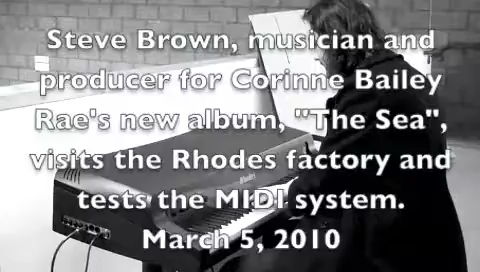 Steve Brown, musician and
producer for Corinne Bailey
Rae's new album, "The Sea",
visits the Rhodes factory and
tests the MIDI system.
March 5, 2010
Rhodes